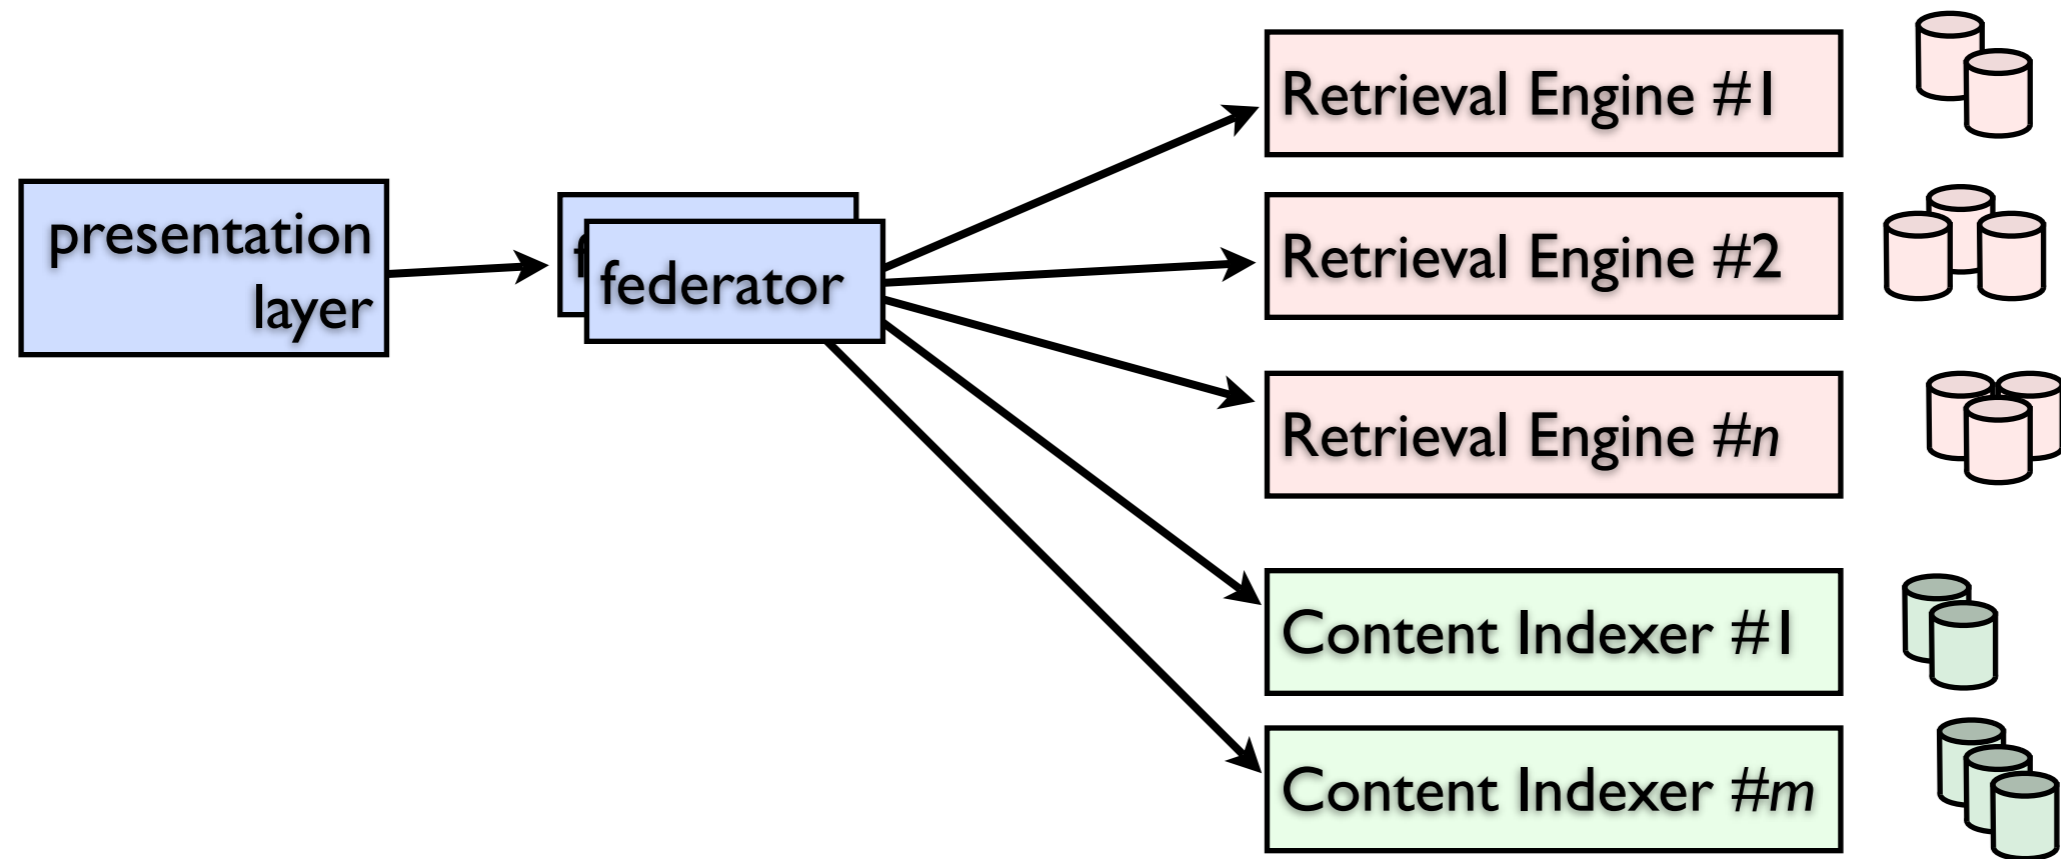 presentation
layer
federator
Retrieval Engine #1
Retrieval Engine #2
Retrieval Engine #n
Content Indexer #1
Content Indexer #m